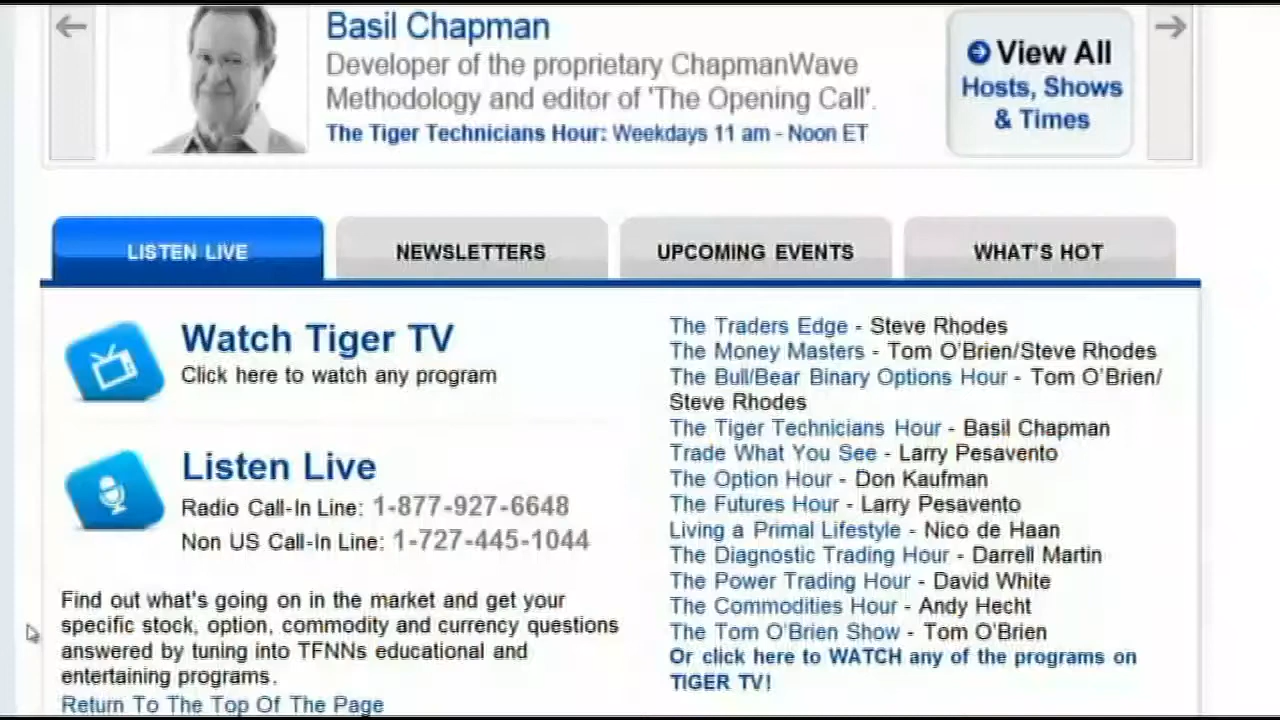 Basil Chapman
Developer of the proprietary ChapmanWave
Methodology and editor of 'The Opening Call'.
The Tiger Technicians Hour: Weekdays 11 am - Noon ET
View All
Hosts, Shows
& Times
LISTEN LIVE
NEWSLETTERS
UPCOMING EVENTS
WHAT'S HOT
Watch Tiger TV
Click here to watch any program
Listen Live
Radio Call-In Line: 1-877-927-6648
Non US Call-In Line: 1-727-445-1044
Find out what's going on in the market and get your
specific stock, option, commodity and currency questions
answered by tuning into TFNNs educational and
entertaining programs.
Return To The Top Of The Page
The Traders Edge - Steve Rhodes
The Money Masters - Tom O'Brien/Steve Rhodes
The Bull/Bear Binary Options Hour - Tom O'Brien/
Steve Rhodes
The Tiger Technicians Hour - Basil Chapman
Trade What You See - Larry Pesavento
The Option Hour - Don Kaufman
The Futures Hour - Larry Pesavento
Living a Primal Lifestyle - Nico de Haan
The Diagnostic Trading Hour - Darrell Martin
The Power Trading Hour - David White
The Commodities Hour - Andy Hecht
The Tom O'Brien Show - Tom O'Brien
Or click here to WATCH any of the programs on
TIGER TV!